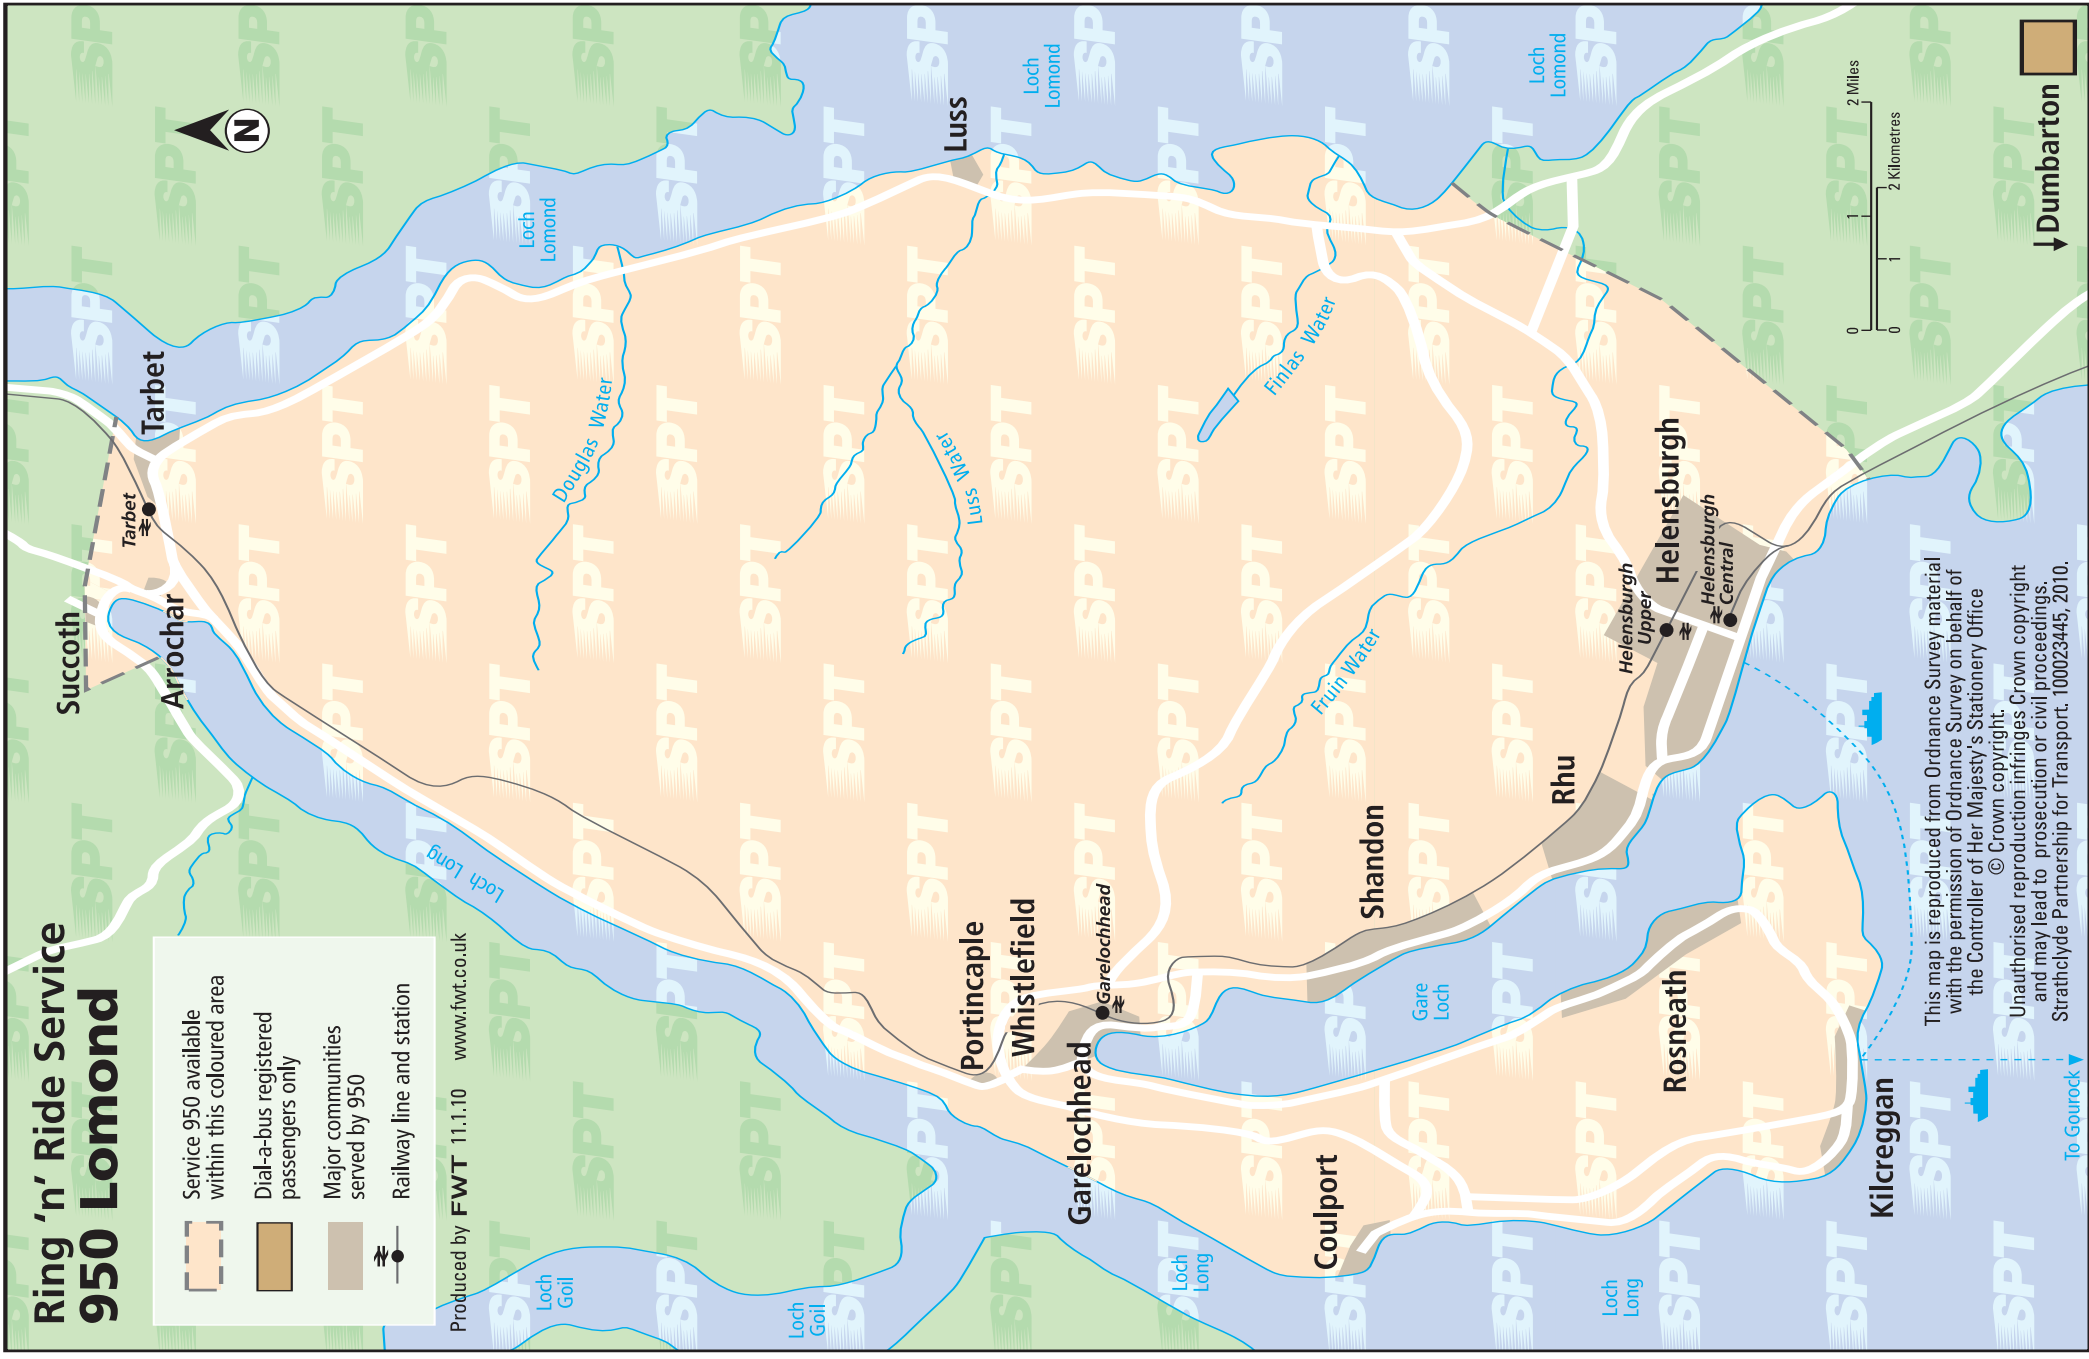 Ring ‘n’ Ride Service
950 Lomond
Service 950 available
within this coloured area
Dial-a-bus registered
passengers only
Major communities
served by 950
Railway line and station
Produced by FWT 11.11.10 www.fwt.co.uk
N
Succoth
Arrochar
Tarbet
Tarbet
Loch
Lomond
Luss
Loch
Lomond
Loch
Lomond
Douglas Water
Luss Water
Finlas Water
Fruin Water
Loch Long
Portincaple
Whistlefield
Garelochhead
Garelochhead
Shandon
Rhu
Helensburgh
Upper
Helensburgh
Helensburgh
Central
Gare
Loch
Rosneath
Coulport
Kilcreggan
Loch
Goil
Loch
Goil
Loch
Long
Loch
Long
To Gourock
Dumbarton
0 1 2 Miles
0 1 2 Kilometres
This map is reproduced from Ordnance Survey material
with the permission of Ordnance Survey on behalf of
the Controller of Her Majesty's Stationery Office
© Crown copyright.
Unauthorised reproduction infringes Crown copyright
and may lead to prosecution or civil proceedings.
Strathclyde Partnership for Transport. 100023445, 2010.
SPT